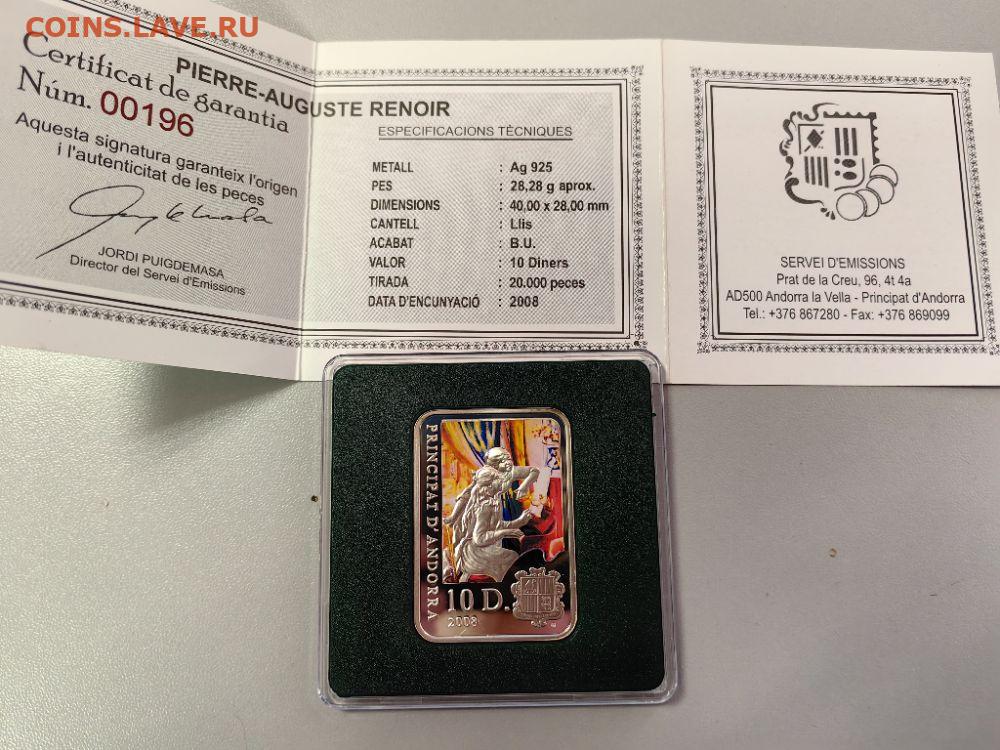 COINS.LAVE.RU
Certificat de garantia
Núm. 00196
Aquesta signatura garanteix l'origen
i l'autenticitat de les peces
JORDI PUIGDEMASA
Director del Servei d'Emissions
PIERRE-AUGUSTE RENOIR
ESPECIFICACIONS TÈCNIQUES
METALL : Ag 925
PES : 28,28 g aprox.
DIMENSIONS : 40,00 x 28,00 mm
CANTELL : Llis
ACABAT : B.U.
VALOR : 10 Diners
TIRADA : 20.000 peces
DATA D'ENCUNYACIÓ : 2008
SERVEI D'EMISSIONS
Prat de la Creu, 96, 4t 4a
AD500 Andorra la Vella - Principat d'Andorra
Tel.: +376 867280 - Fax: +376 869099
PRINCIPAT D'ANDORRA
10 D.
2008